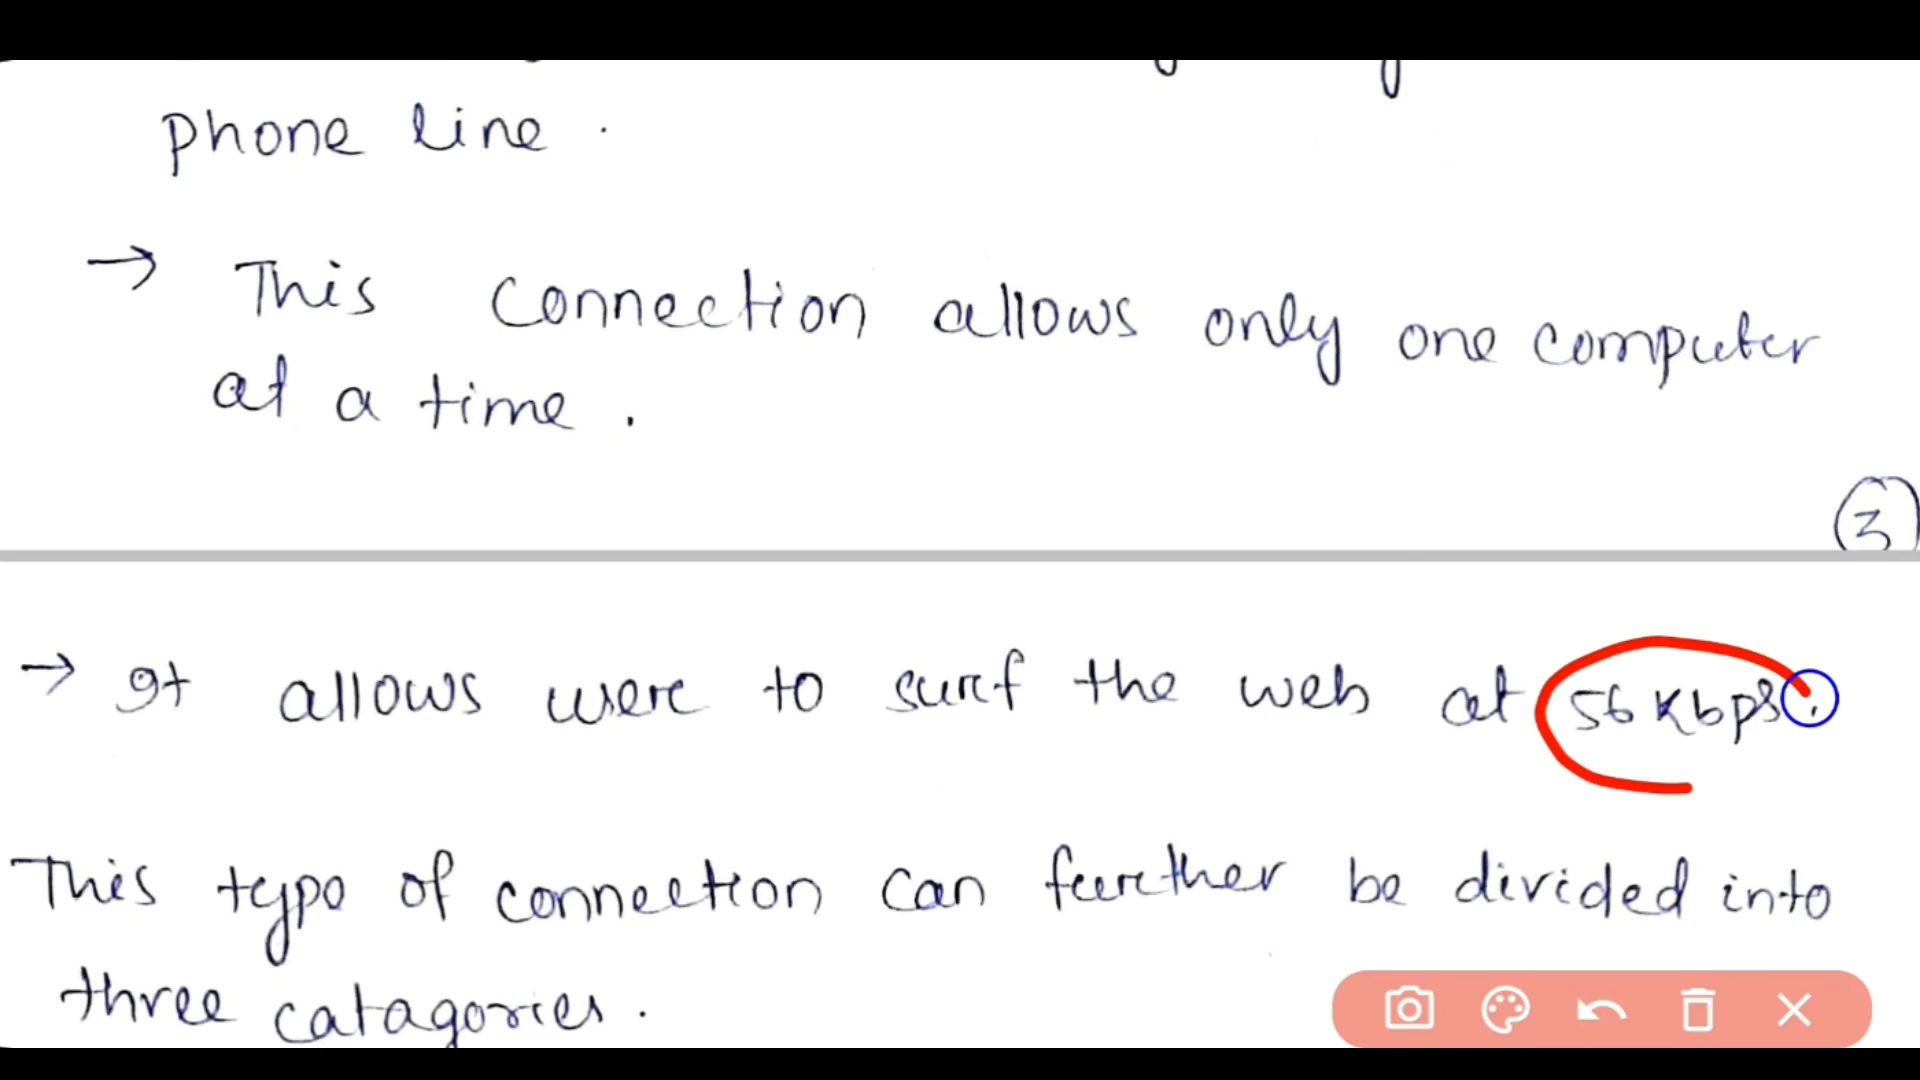 phone line .
→ This connection allows only one computer
at a time .
3
→ It allows were to surf the web at 56 Kbps .
This type of connection can further be divided into
three catagories .